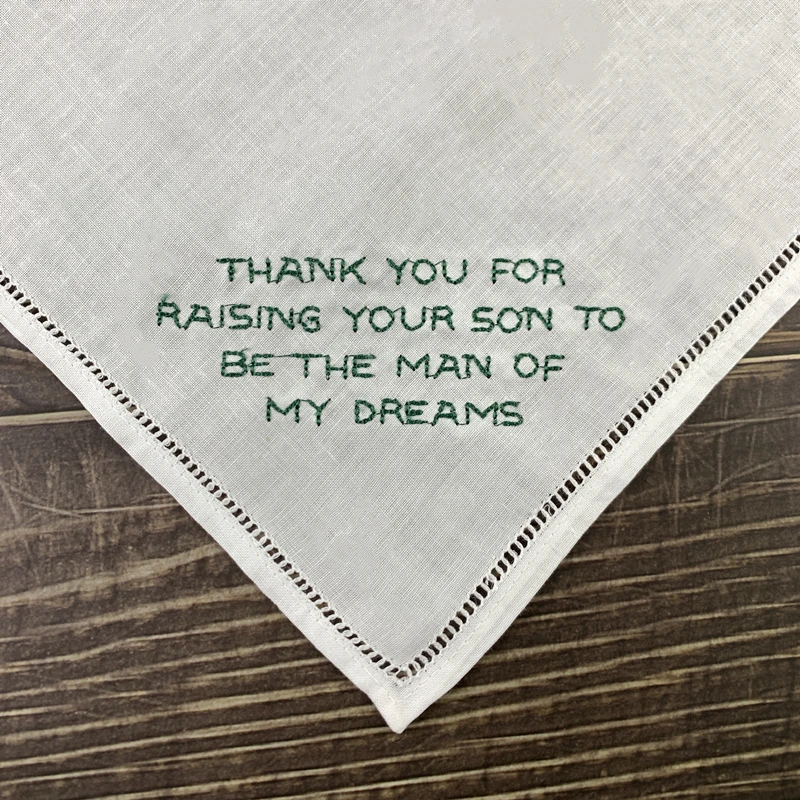 THANK YOU FOR
RAISING YOUR SON TO
BE THE MAN OF
MY DREAMS